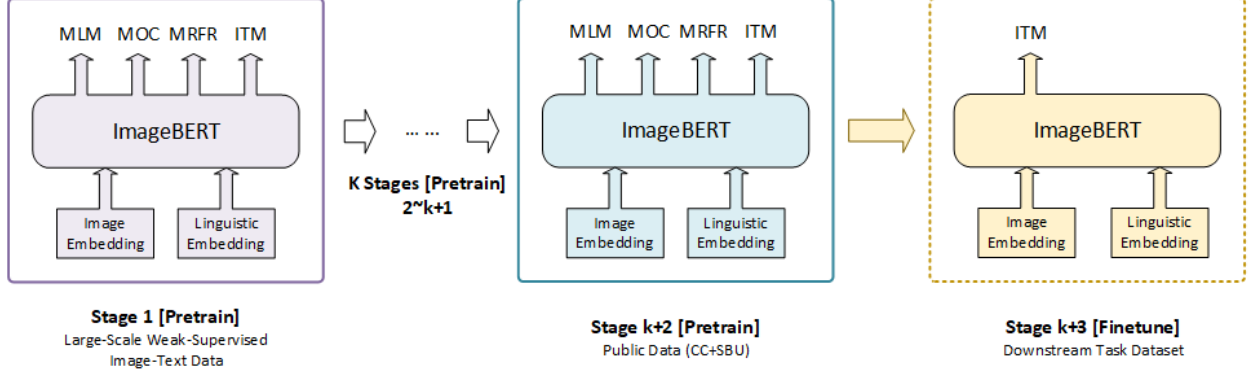 MLM MOC MRFR ITM
ImageBERT
Image
Embedding
Linguistic
Embedding
Stage 1 [Pretrain]
Large-Scale Weak-Supervised
Image-Text Data
... ...
K Stages [Pretrain]
2~k+1
MLM MOC MRFR ITM
ImageBERT
Image
Embedding
Linguistic
Embedding
Stage k+2 [Pretrain]
Public Data (CC+SBU)
ITM
ImageBERT
Image
Embedding
Linguistic
Embedding
Stage k+3 [Finetune]
Downstream Task Dataset